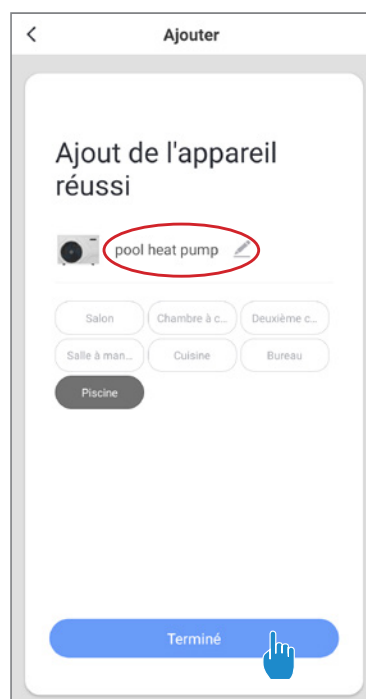 Ajouter
Ajout de l'appareil
réussi
pool heat pump
Salon
Chambre à c...
Deuxième c...
Salle à man...
Cuisine
Bureau
Piscine
Terminé